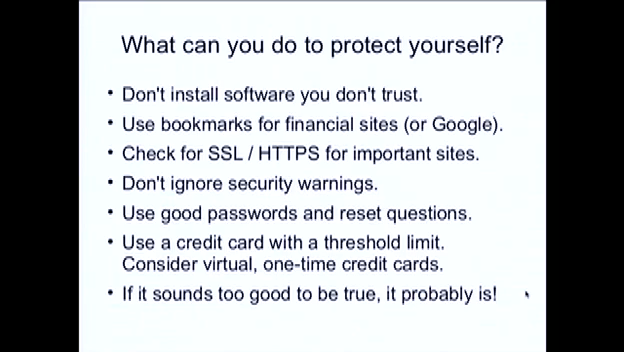 What can you do to protect yourself?
• Don't install software you don't trust.
• Use bookmarks for financial sites (or Google).
• Check for SSL / HTTPS for important sites.
• Don't ignore security warnings.
• Use good passwords and reset questions.
• Use a credit card with a threshold limit.
Consider virtual, one-time credit cards.
• If it sounds too good to be true, it probably is!